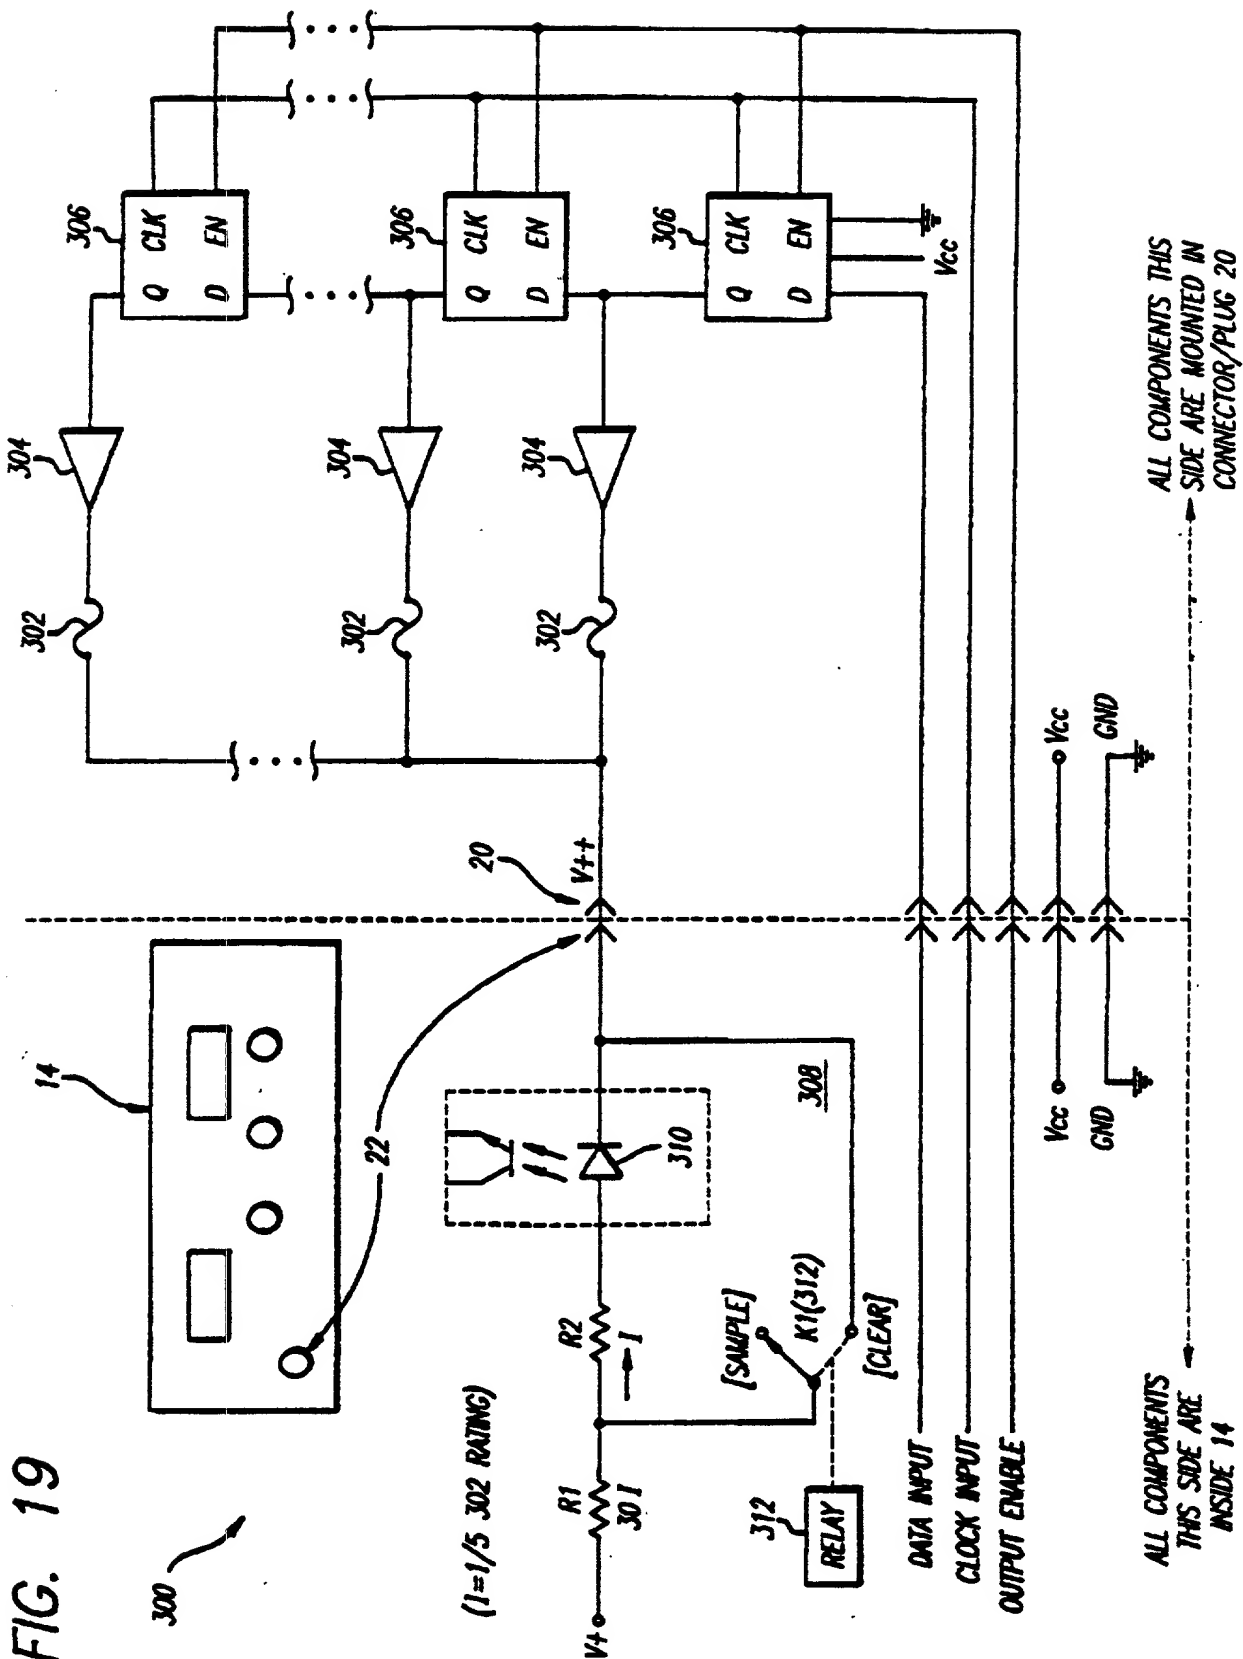 FIG. 19
300
14
22
20
V++
(I=1/5 302 RATING)
V+
R1
301
R2
I
310
308
[SAMPLE]
K1(312)
[CLEAR]
312
RELAY
302
302
302
304
304
304
306
Q CLK
D EN
306
Q CLK
D EN
306
Q CLK
D EN
Vcc
DATA INPUT
CLOCK INPUT
OUTPUT ENABLE
Vcc
Vcc
GND
GND
ALL COMPONENTS
THIS SIDE ARE
INSIDE 14
ALL COMPONENTS THIS
SIDE ARE MOUNTED IN
CONNECTOR/PLUG 20